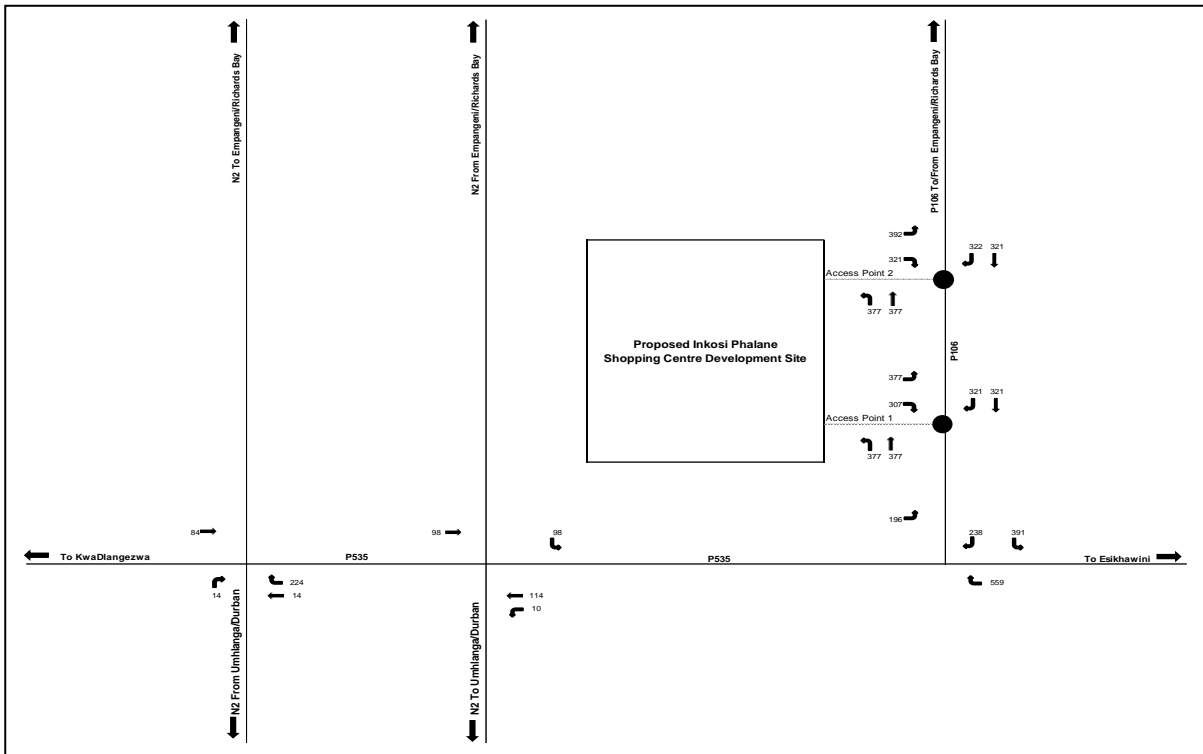 N2 To Empangeni/Richards Bay
N2 From Empangeni/Richards Bay
P106 To/From Empangeni/Richards Bay
392
322 321
321
Access Point 2
377 377
Proposed Inkosi Phalane
Shopping Centre Development Site
P106
377
321 321
307
Access Point 1
377 377
196
84
98
98
238 391
To KwaDlangezwa
P535
P535
To Esikhawini
14
224
14
559
114
10
N2 From Umhlanga/Durban
N2 To Umhlanga/Durban